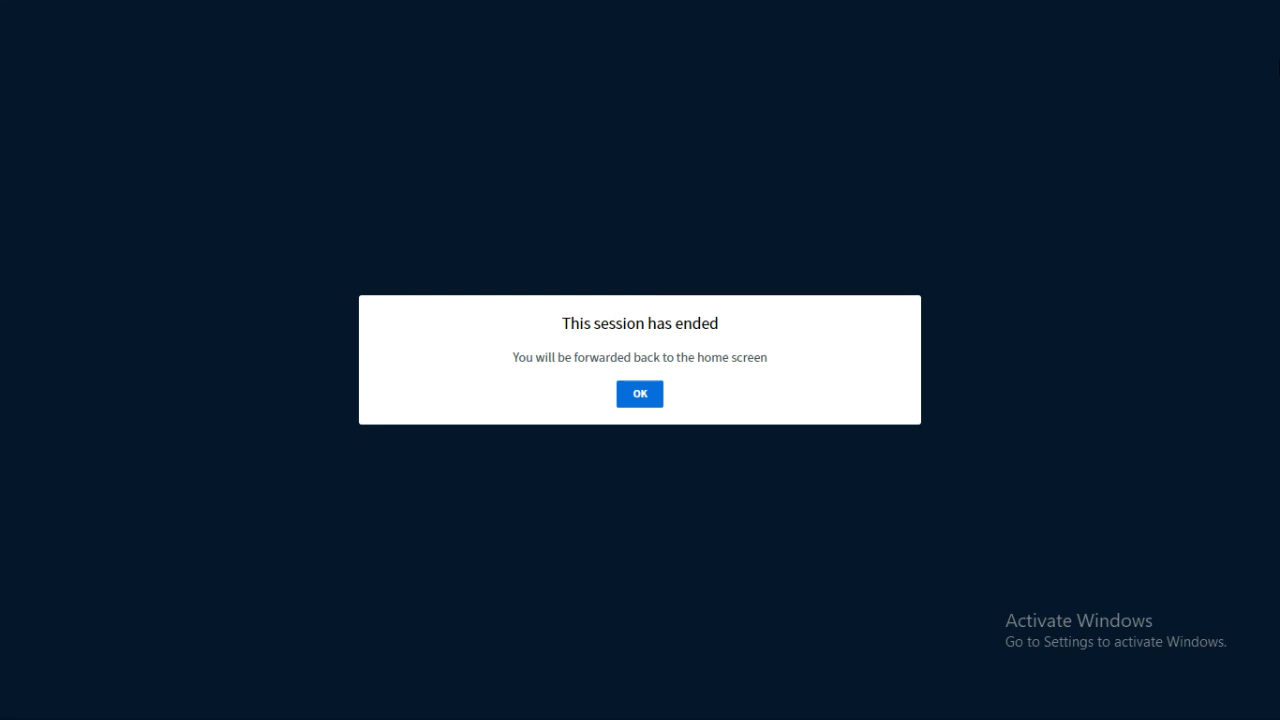 This session has ended
You will be forwarded back to the home screen
OK
Activate Windows
Go to Settings to activate Windows.